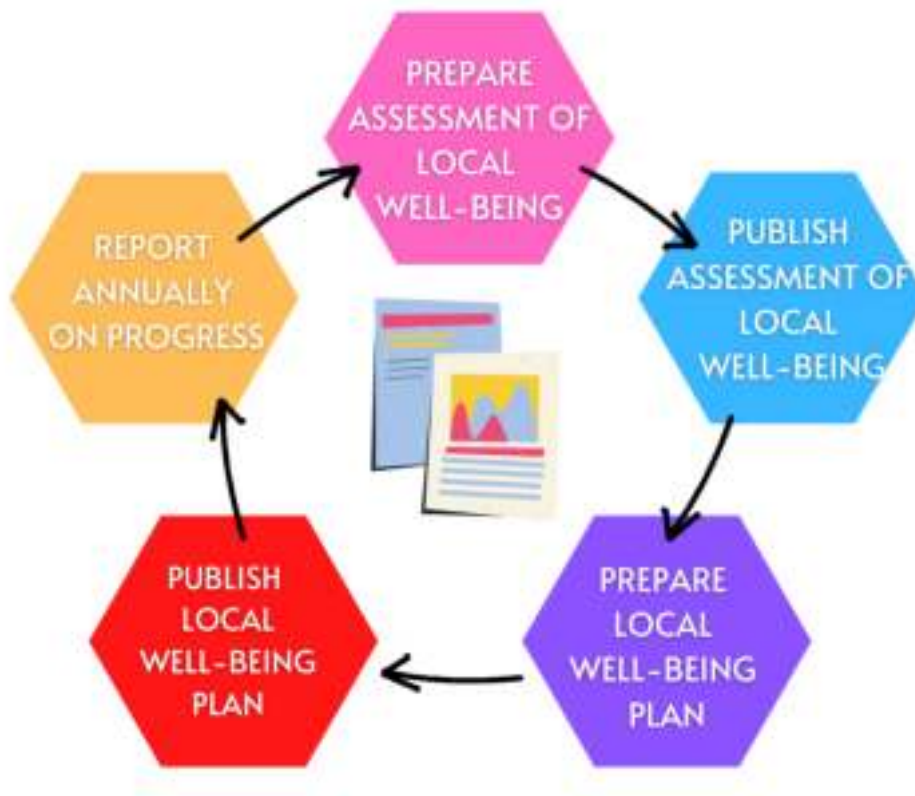 PREPARE
ASSESSMENT OF
LOCAL
WELL-BEING
PUBLISH
ASSESSMENT OF
LOCAL
WELL-BEING
PREPARE
LOCAL
WELL-BEING
PLAN
PUBLISH
LOCAL
WELL-BEING
PLAN
REPORT
ANNUALLY
ON PROGRESS